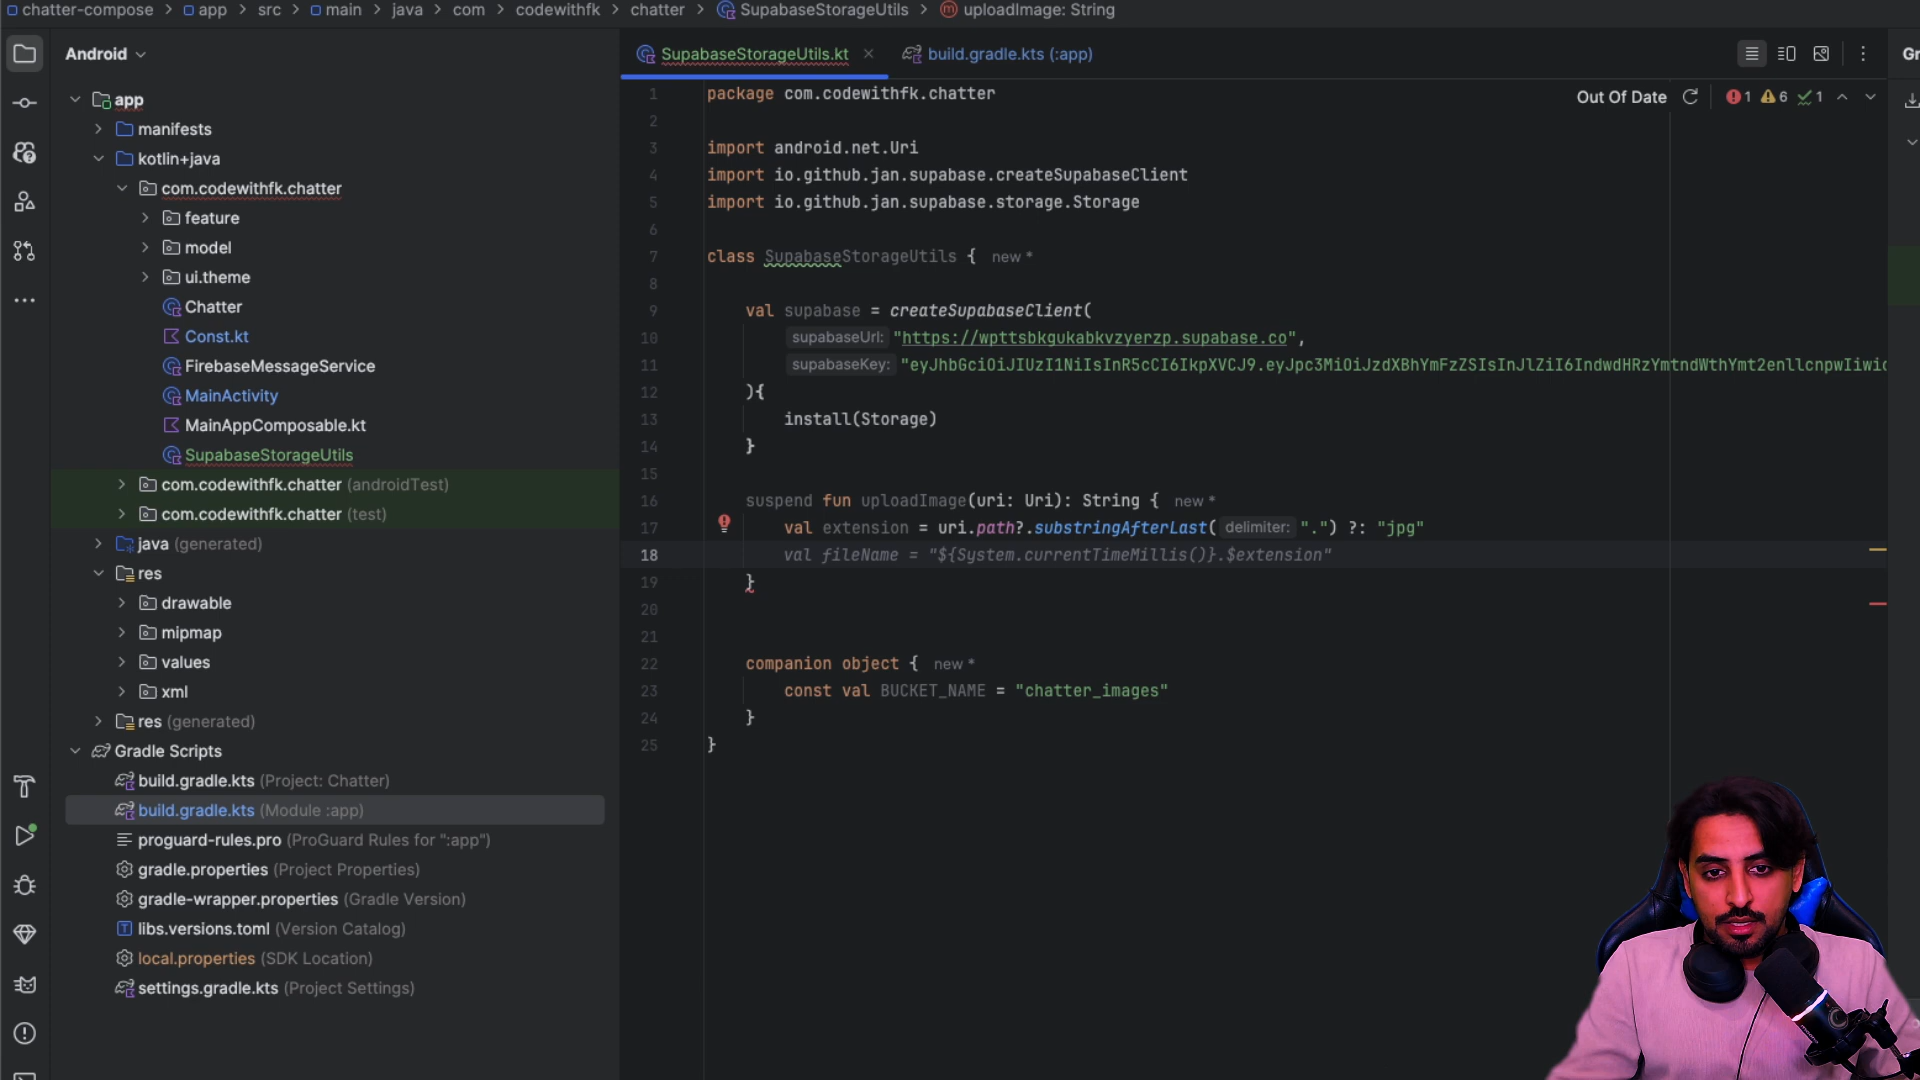 chatter-compose > app > src > main > java > com > codewithfk > chatter > SupabaseStorageUtils > uploadImage: String
Android
SupabaseStorageUtils.kt
build.gradle.kts (:app)
Out Of Date
1 6 1
app
manifests
kotlin+java
com.codewithfk.chatter
feature
model
ui.theme
Chatter
Const.kt
FirebaseMessageService
MainActivity
MainAppComposable.kt
SupabaseStorageUtils
com.codewithfk.chatter (androidTest)
com.codewithfk.chatter (test)
java (generated)
res
drawable
mipmap
values
xml
res (generated)
Gradle Scripts
build.gradle.kts (Project: Chatter)
build.gradle.kts (Module :app)
proguard-rules.pro (ProGuard Rules for ":app")
gradle.properties (Project Properties)
gradle-wrapper.properties (Gradle Version)
libs.versions.toml (Version Catalog)
local.properties (SDK Location)
settings.gradle.kts (Project Settings)
1 package com.codewithfk.chatter
2
3 import android.net.Uri
4 import io.github.jan.supabase.createSupabaseClient
5 import io.github.jan.supabase.storage.Storage
6
7 class SupabaseStorageUtils { new *
8
9 val supabase = createSupabaseClient(
10 supabaseUrl: "https://wpttsbkgukabkvzyerzp.supabase.co",
11 supabaseKey:
12 ){
13 install(Storage)
14 }
15
16 suspend fun uploadImage(uri: Uri): String { new *
17 val extension = uri.path?.substringAfterLast( delimiter: ".") ?: "jpg"
18 val fileName = "${System.currentTimeMillis()}.$extension"
19 }
20
21
22 companion object { new *
23 const val BUCKET_NAME = "chatter_images"
24 }
25 }